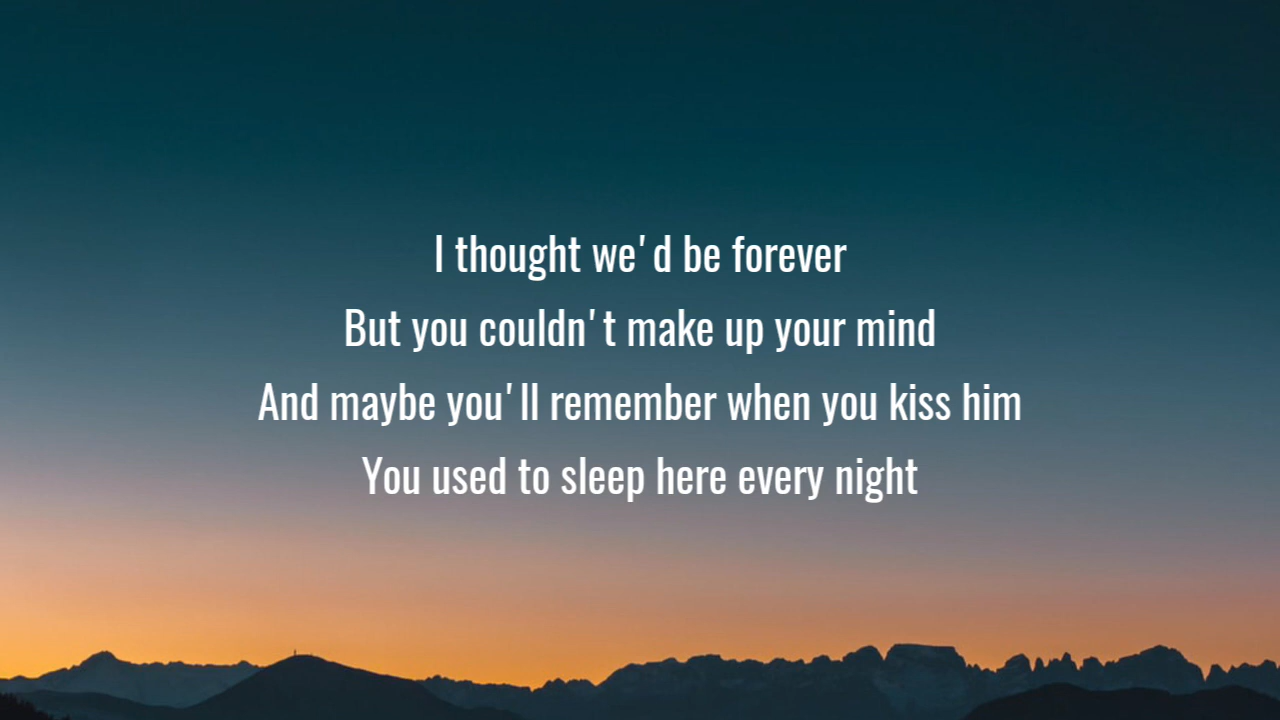 I thought we'd be forever
But you couldn't make up your mind
And maybe you'll remember when you kiss him
You used to sleep here every night